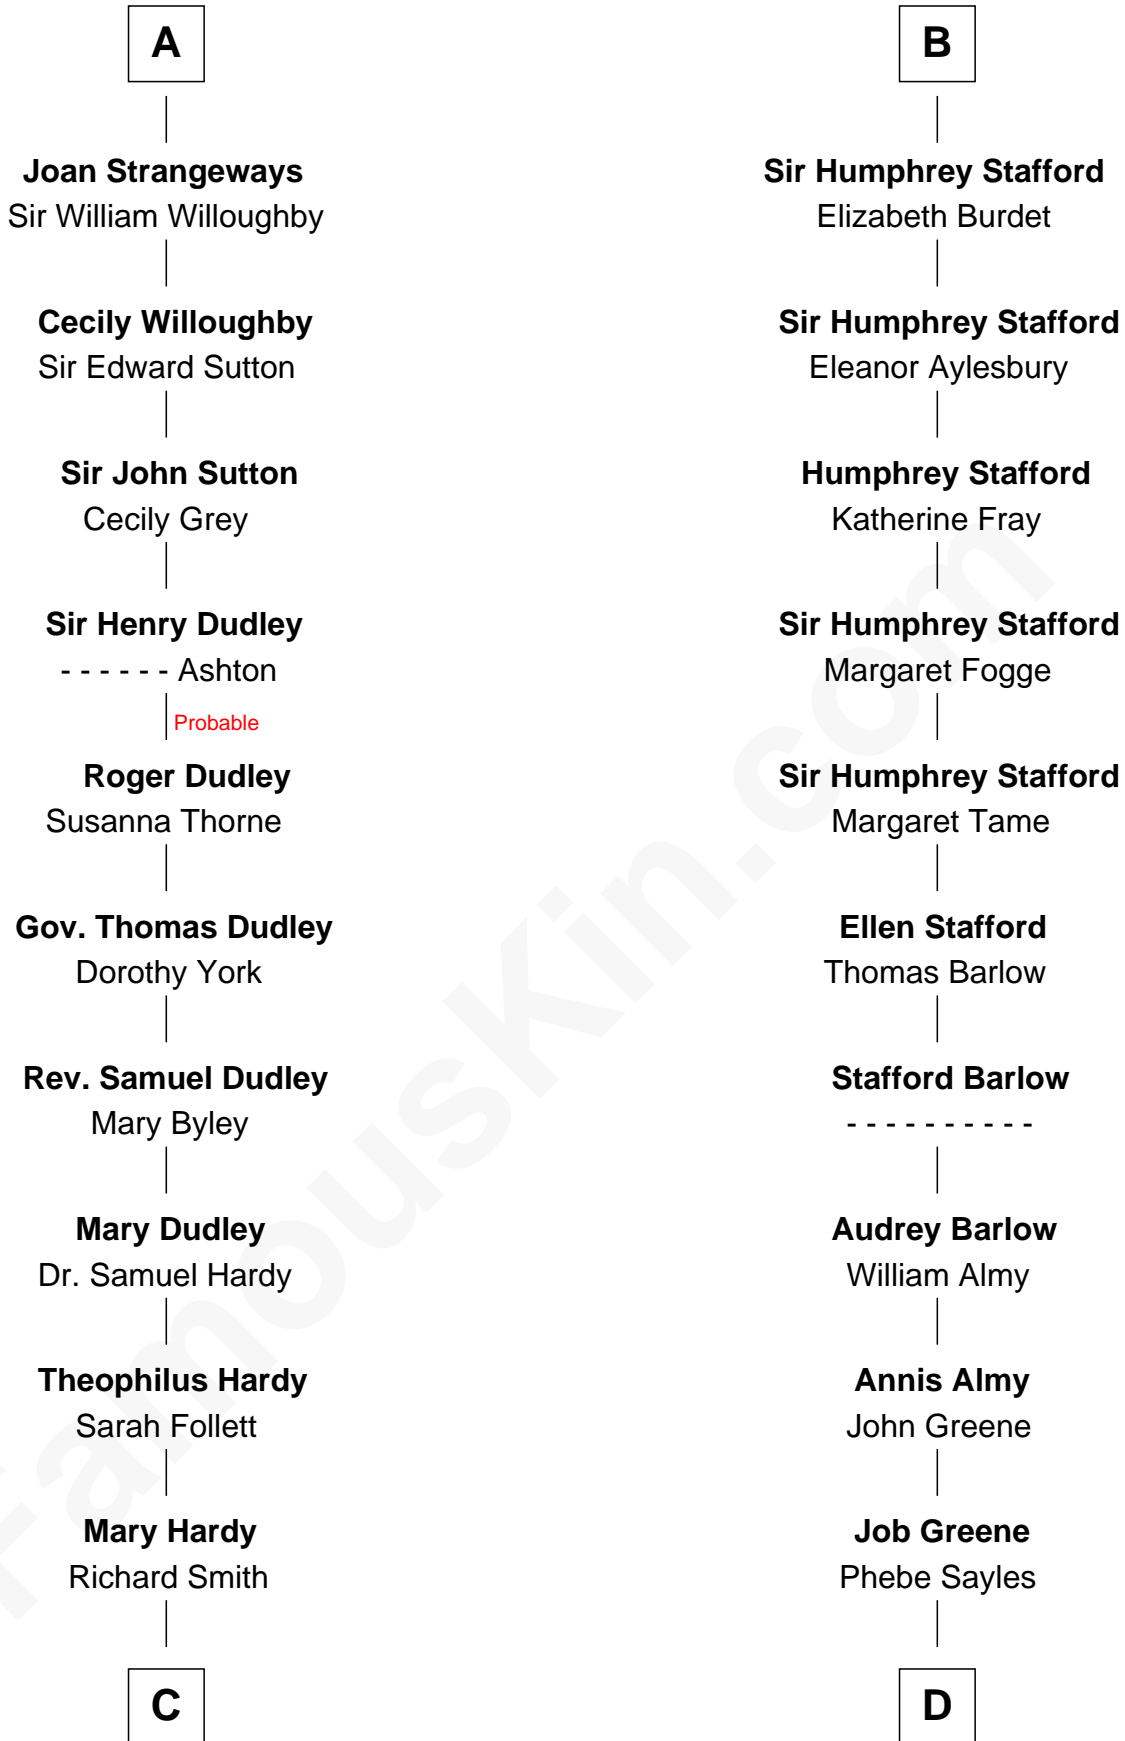 A
Joan Strangeways
Sir William Willoughby
Cecily Willoughby
Sir Edward Sutton
Sir John Sutton
Cecily Grey
Sir Henry Dudley
- - - - - - Ashton
Probable
Roger Dudley
Susanna Thorne
Gov. Thomas Dudley
Dorothy York
Rev. Samuel Dudley
Mary Byley
Mary Dudley
Dr. Samuel Hardy
Theophilus Hardy
Sarah Follett
Mary Hardy
Richard Smith
C
B
Sir Humphrey Stafford
Elizabeth Burdet
Sir Humphrey Stafford
Eleanor Aylesbury
Humphrey Stafford
Katherine Fray
Sir Humphrey Stafford
Margaret Fogge
Sir Humphrey Stafford
Margaret Tame
Ellen Stafford
Thomas Barlow
Stafford Barlow
- - - - - - - - - -
Audrey Barlow
William Almy
Annis Almy
John Greene
Job Greene
Phebe Sayles
D
FamousKin.com